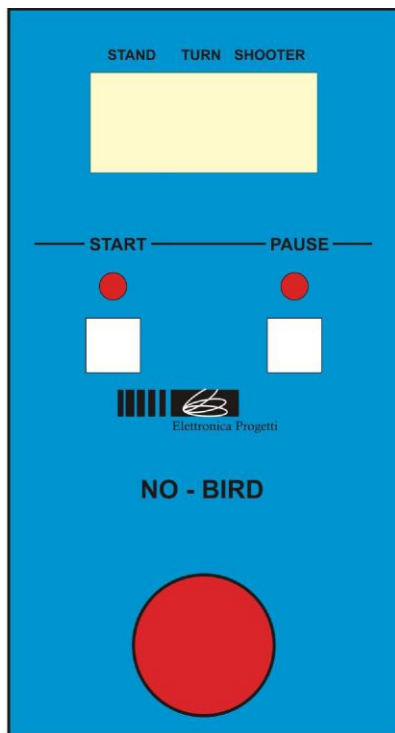 STAND TURN SHOOTER
START PAUSE
Elettronica Progetti
NO - BIRD